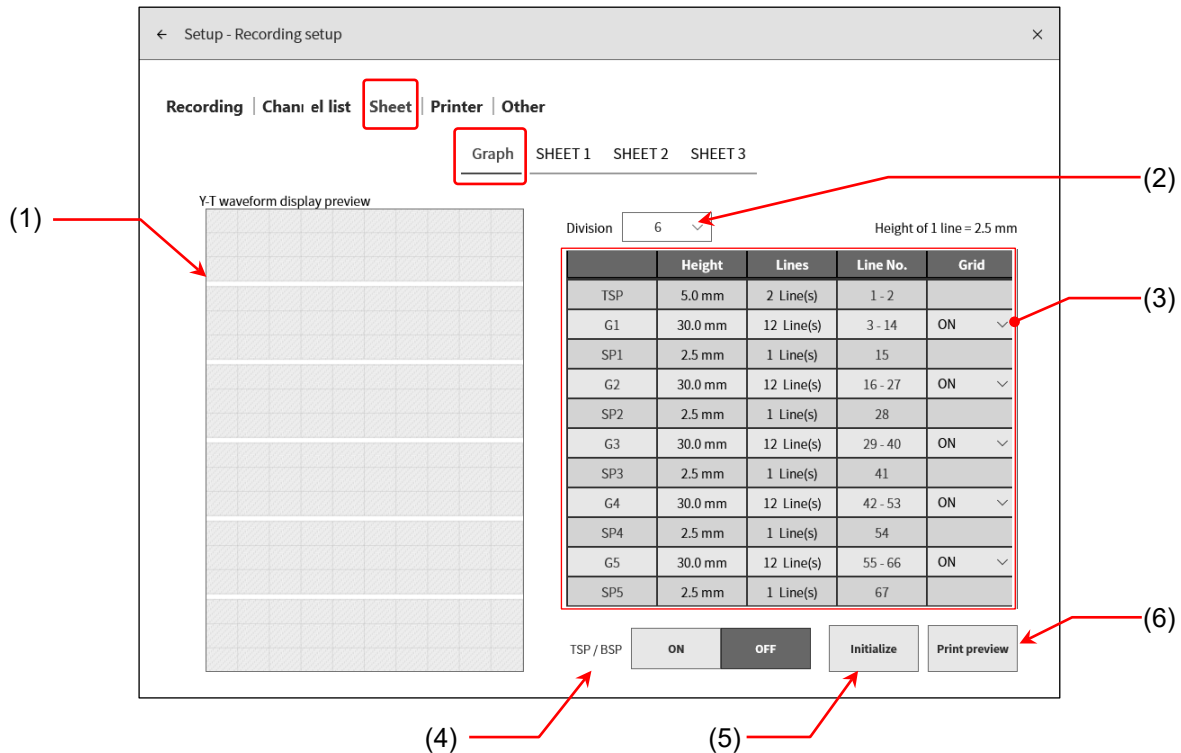 ← Setup - Recording setup ×
Recording | Chann el list | Sheet | Printer | Other
Graph SHEET 1 SHEET 2 SHEET 3
(2)
Y-T waveform display preview
(1)
Division 6 Height of 1 line = 2.5 mm
Height Lines Line No. Grid
TSP 5.0 mm 2 Line(s) 1 - 2
(3)
G1 30.0 mm 12 Line(s) 3 - 14 ON
SP1 2.5 mm 1 Line(s) 15
G2 30.0 mm 12 Line(s) 16 - 27 ON
SP2 2.5 mm 1 Line(s) 28
G3 30.0 mm 12 Line(s) 29 - 40 ON
SP3 2.5 mm 1 Line(s) 41
G4 30.0 mm 12 Line(s) 42 - 53 ON
SP4 2.5 mm 1 Line(s) 54
G5 30.0 mm 12 Line(s) 55 - 66 ON
SP5 2.5 mm 1 Line(s) 67
(6)
TSP / BSP ON OFF Initialize Print preview
(4) (5)